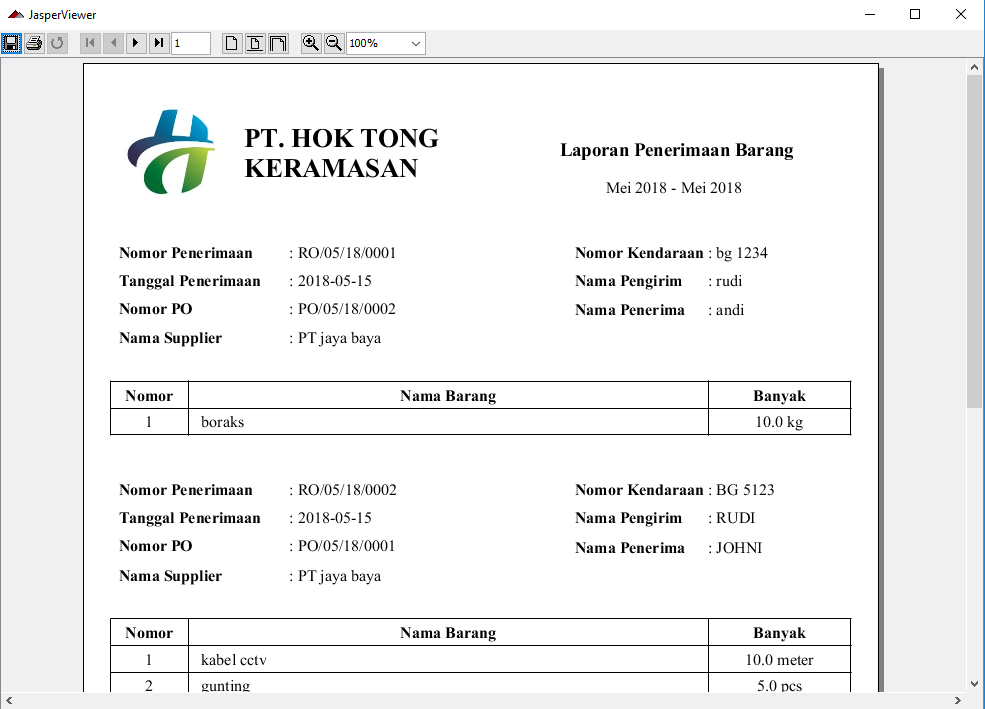 JasperViewer
1
100%
PT. HOK TONG
KERAMASAN
Laporan Penerimaan Barang
Mei 2018 - Mei 2018
Nomor Penerimaan : RO/05/18/0001 Nomor Kendaraan : bg 1234
Tanggal Penerimaan : 2018-05-15 Nama Pengirim : rudi
Nomor PO : PO/05/18/0002 Nama Penerima : andi
Nama Supplier : PT jaya baya
Nomor Nama Barang Banyak
1 boraks 10.0 kg
Nomor Penerimaan : RO/05/18/0002 Nomor Kendaraan : BG 5123
Tanggal Penerimaan : 2018-05-15 Nama Pengirim : RUDI
Nomor PO : PO/05/18/0001 Nama Penerima : JOHNI
Nama Supplier : PT jaya baya
Nomor Nama Barang Banyak
1 kabel cctv 10.0 meter
2 gunting 5.0 pcs